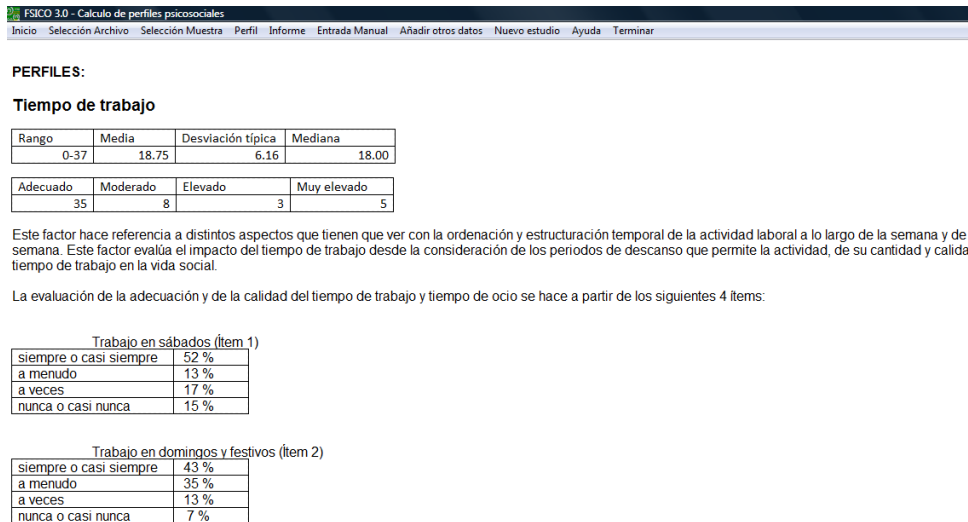 FSICO 3.0 - Calculo de perfiles psicosociales
Inicio Selección Archivo Selección Muestra Perfil Informe Entrada Manual Añadir otros datos Nuevo estudio Ayuda Terminar
PERFILES:
Tiempo de trabajo
Rango Media Desviación típica Mediana
0-37 18.75 6.16 18.00
Adecuado Moderado Elevado Muy elevado
35 8 3 5
Este factor hace referencia a distintos aspectos que tienen que ver con la ordenación y estructuración temporal de la actividad laboral a lo largo de la semana y de
semana. Este factor evalúa el impacto del tiempo de trabajo desde la consideración de los periodos de descanso que permite la actividad, de su cantidad y calida
tiempo de trabajo en la vida social.
La evaluación de la adecuación y de la calidad del tiempo de trabajo y tiempo de ocio se hace a partir de los siguientes 4 ítems:
Trabajo en sábados (Ítem 1)
siempre o casi siempre 52 %
a menudo 13 %
a veces 17 %
nunca o casi nunca 15 %
Trabajo en domingos y festivos (Ítem 2)
siempre o casi siempre 43 %
a menudo 35 %
a veces 13 %
nunca o casi nunca 7 %